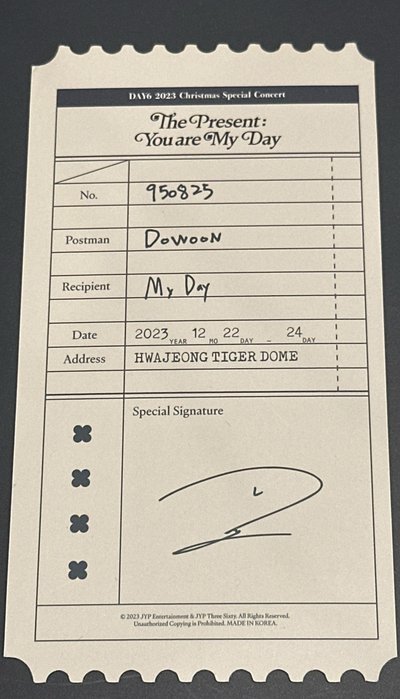 DAY6 2023 Christmas Special Concert
The Present:
You are My Day
No. 950825
Postman DOWOON
Recipient My Day
Date 2023 YEAR 12 MO 22 DAY - 24 DAY
Address HWAJEONG TIGER DOME
Special Signature
© 2023 JYP Entertainment & JYP Three Sixty. All Rights Reserved.
Unauthorized Copying is Prohibited. MADE IN KOREA.